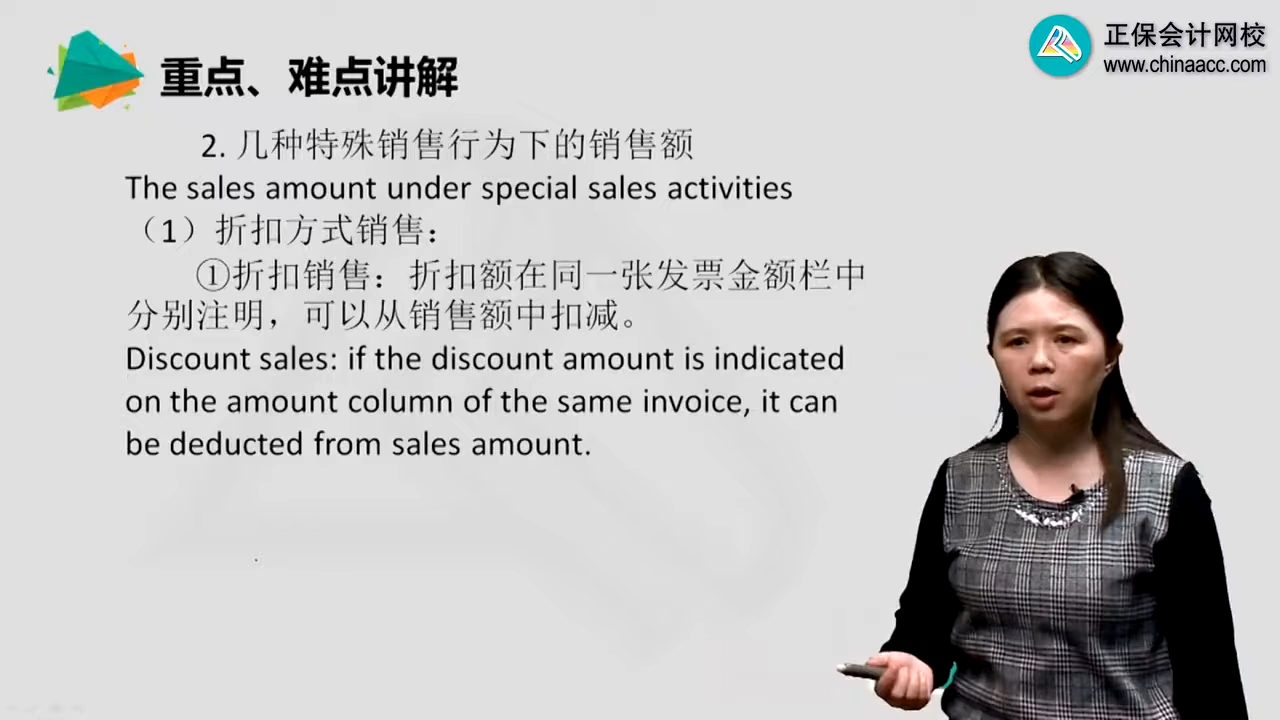 正保会计网校
www.chinaacc.com
重点、难点讲解
2. 几种特殊销售行为下的销售额
The sales amount under special sales activities
（1）折扣方式销售：
①折扣销售：折扣额在同一张发票金额栏中
分别注明，可以从销售额中扣减。
Discount sales: if the discount amount is indicated
on the amount column of the same invoice, it can
be deducted from sales amount.